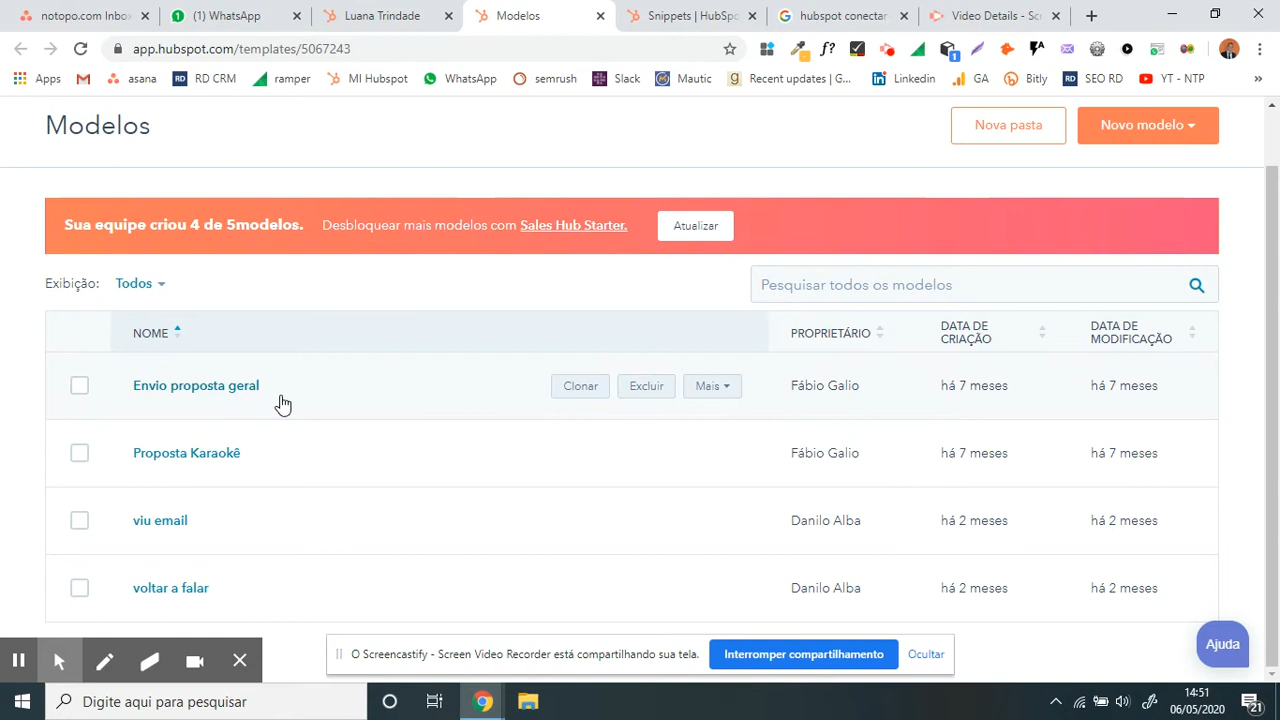 notopo.com Inbox
(1) WhatsApp
Luana Trindade
Modelos
Snippets | HubSp
hubspot conectar
Video Details - Scr
app.hubspot.com/templates/5067243
Apps
asana
RD CRM
ramper
MI Hubspot
WhatsApp
semrush
Slack
Mautic
Recent updates | G...
Linkedin
GA
Bitly
SEO RD
YT - NTP
Modelos
Nova pasta
Novo modelo
Sua equipe criou 4 de 5modelos. Desbloquear mais modelos com Sales Hub Starter. Atualizar
Exibição: Todos
Pesquisar todos os modelos
NOME PROPRIETÁRIO DATA DE CRIAÇÃO DATA DE MODIFICAÇÃO
Envio proposta geral Clonar Excluir Mais Fábio Galio há 7 meses há 7 meses
Proposta Karaokê Fábio Galio há 7 meses há 7 meses
viu email Danilo Alba há 2 meses há 2 meses
voltar a falar Danilo Alba há 2 meses há 2 meses
O Screencastify - Screen Video Recorder está compartilhando sua tela. Interromper compartilhamento Ocultar
Ajuda
Digite aqui para pesquisar
14:51
06/05/2020
21